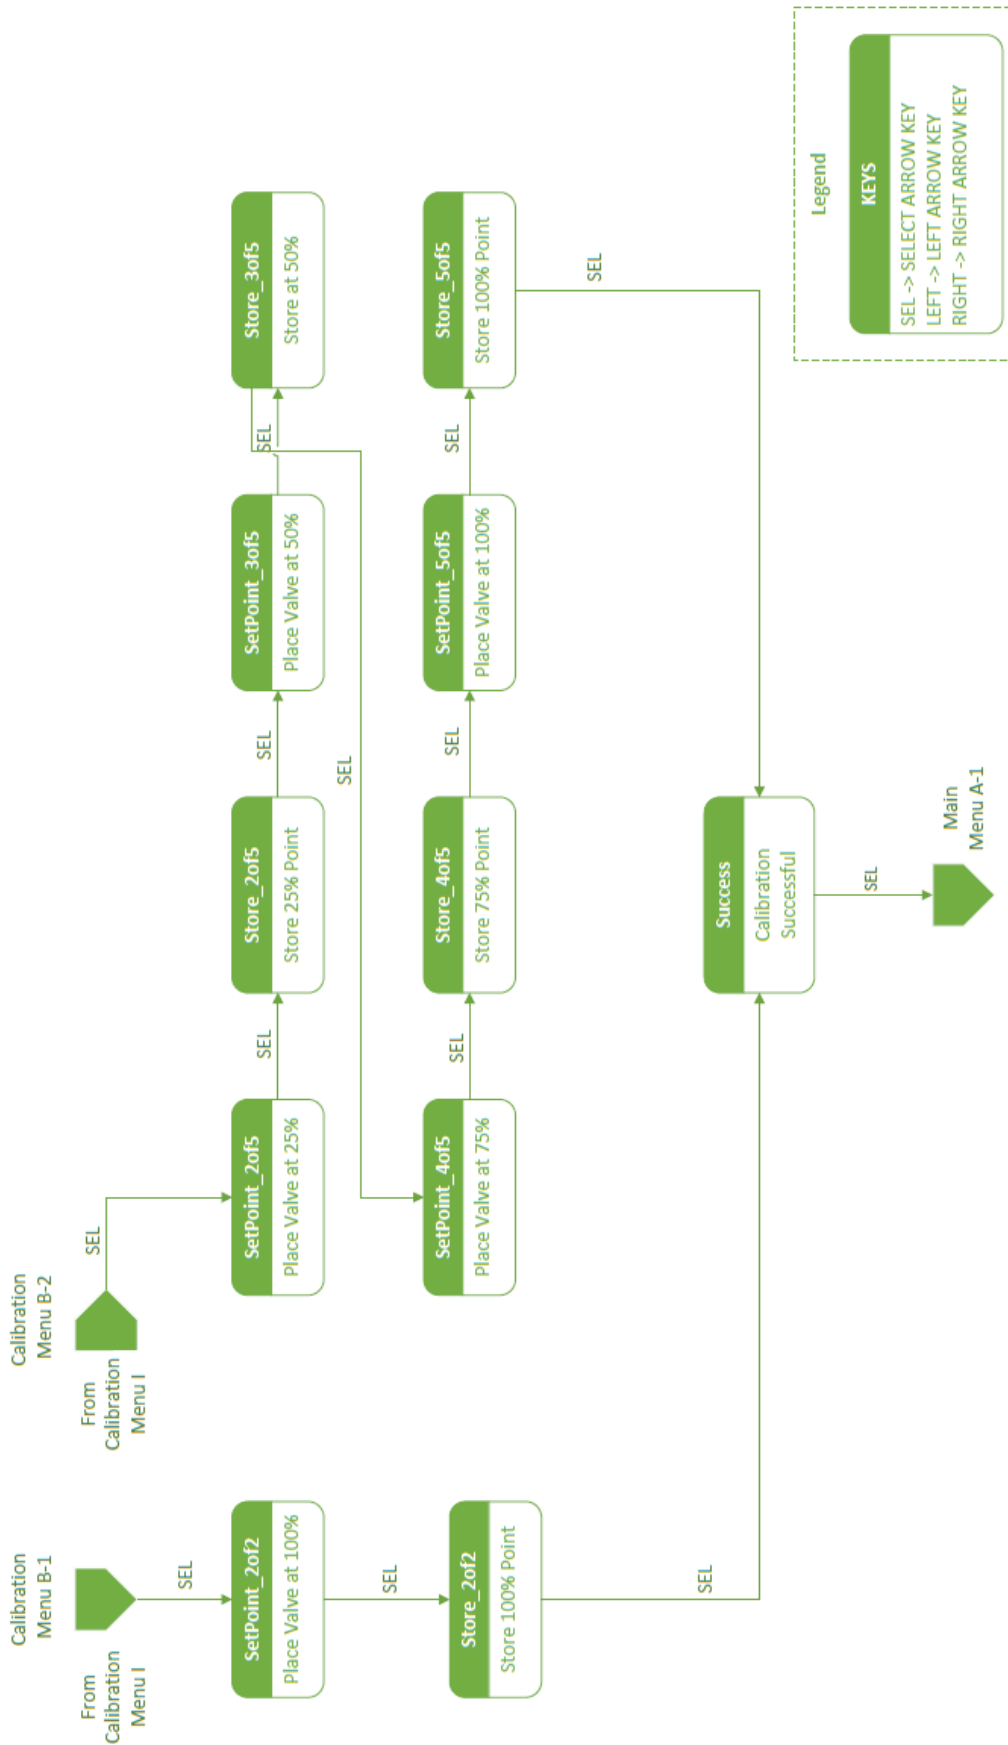 Calibration
Menu B-1
From
Calibration
Menu I
SEL
SetPoint_2of2
Place Valve at 100%
SEL
Store_2of2
Store 100% Point
SEL
Calibration
Menu B-2
From
Calibration
Menu I
SEL
SetPoint_2of5
Place Valve at 25%
SEL
Store_2of5
Store 25% Point
SEL
SetPoint_3of5
Place Valve at 50%
SEL
Store_3of5
Store at 50%
SEL
SetPoint_4of5
Place Valve at 75%
SEL
Store_4of5
Store 75% Point
SEL
SetPoint_5of5
Place Valve at 100%
SEL
Store_5of5
Store 100% Point
SEL
Success
Calibration
Successful
SEL
Main
Menu A-1
Legend
KEYS
SEL -> SELECT ARROW KEY
LEFT -> LEFT ARROW KEY
RIGHT -> RIGHT ARROW KEY